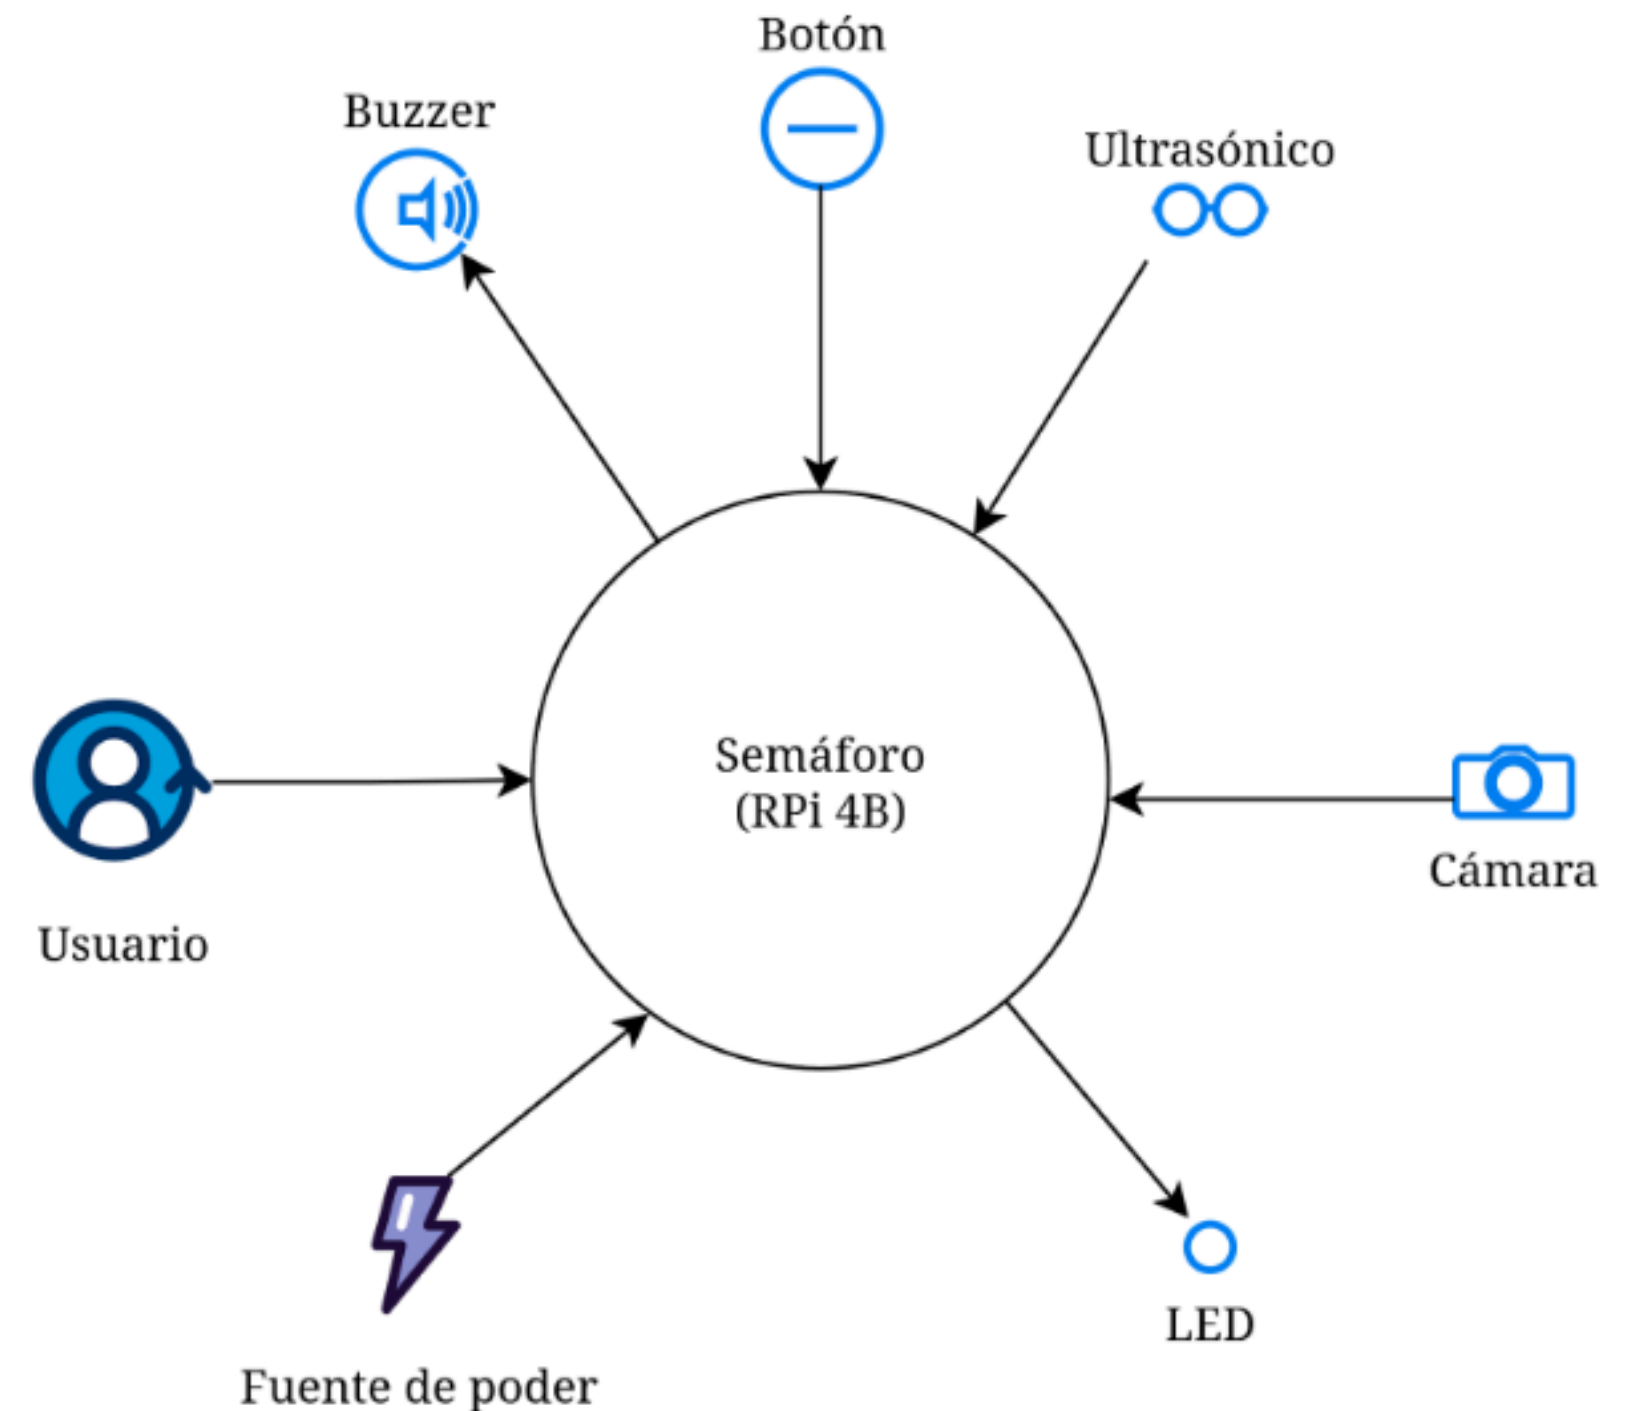 Botón
Buzzer
Ultrasónico
Semáforo
(RPi 4B)
Cámara
Usuario
LED
Fuente de poder